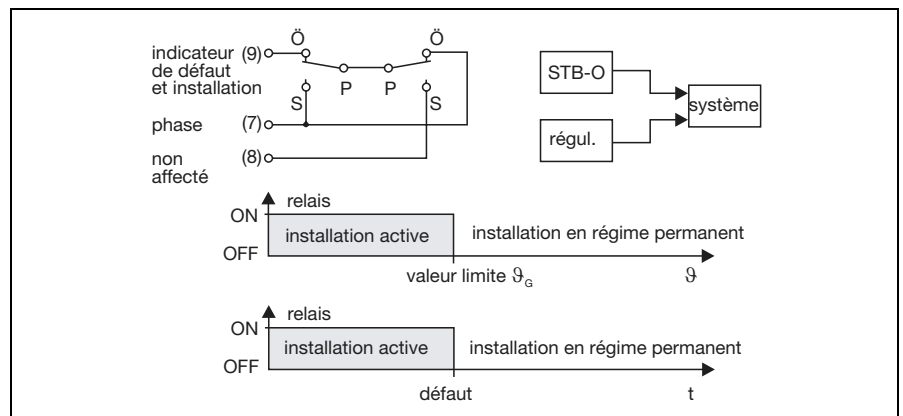 Ö Ö
indicateur (9)
de défaut
et installation
P P
S S
phase (7)
non (8)
affecté
STB-O
régul.
système
relais
ON
installation active installation en régime permanent
OFF
valeur limite ϑG ϑ
relais
ON
installation active installation en régime permanent
OFF
défaut t